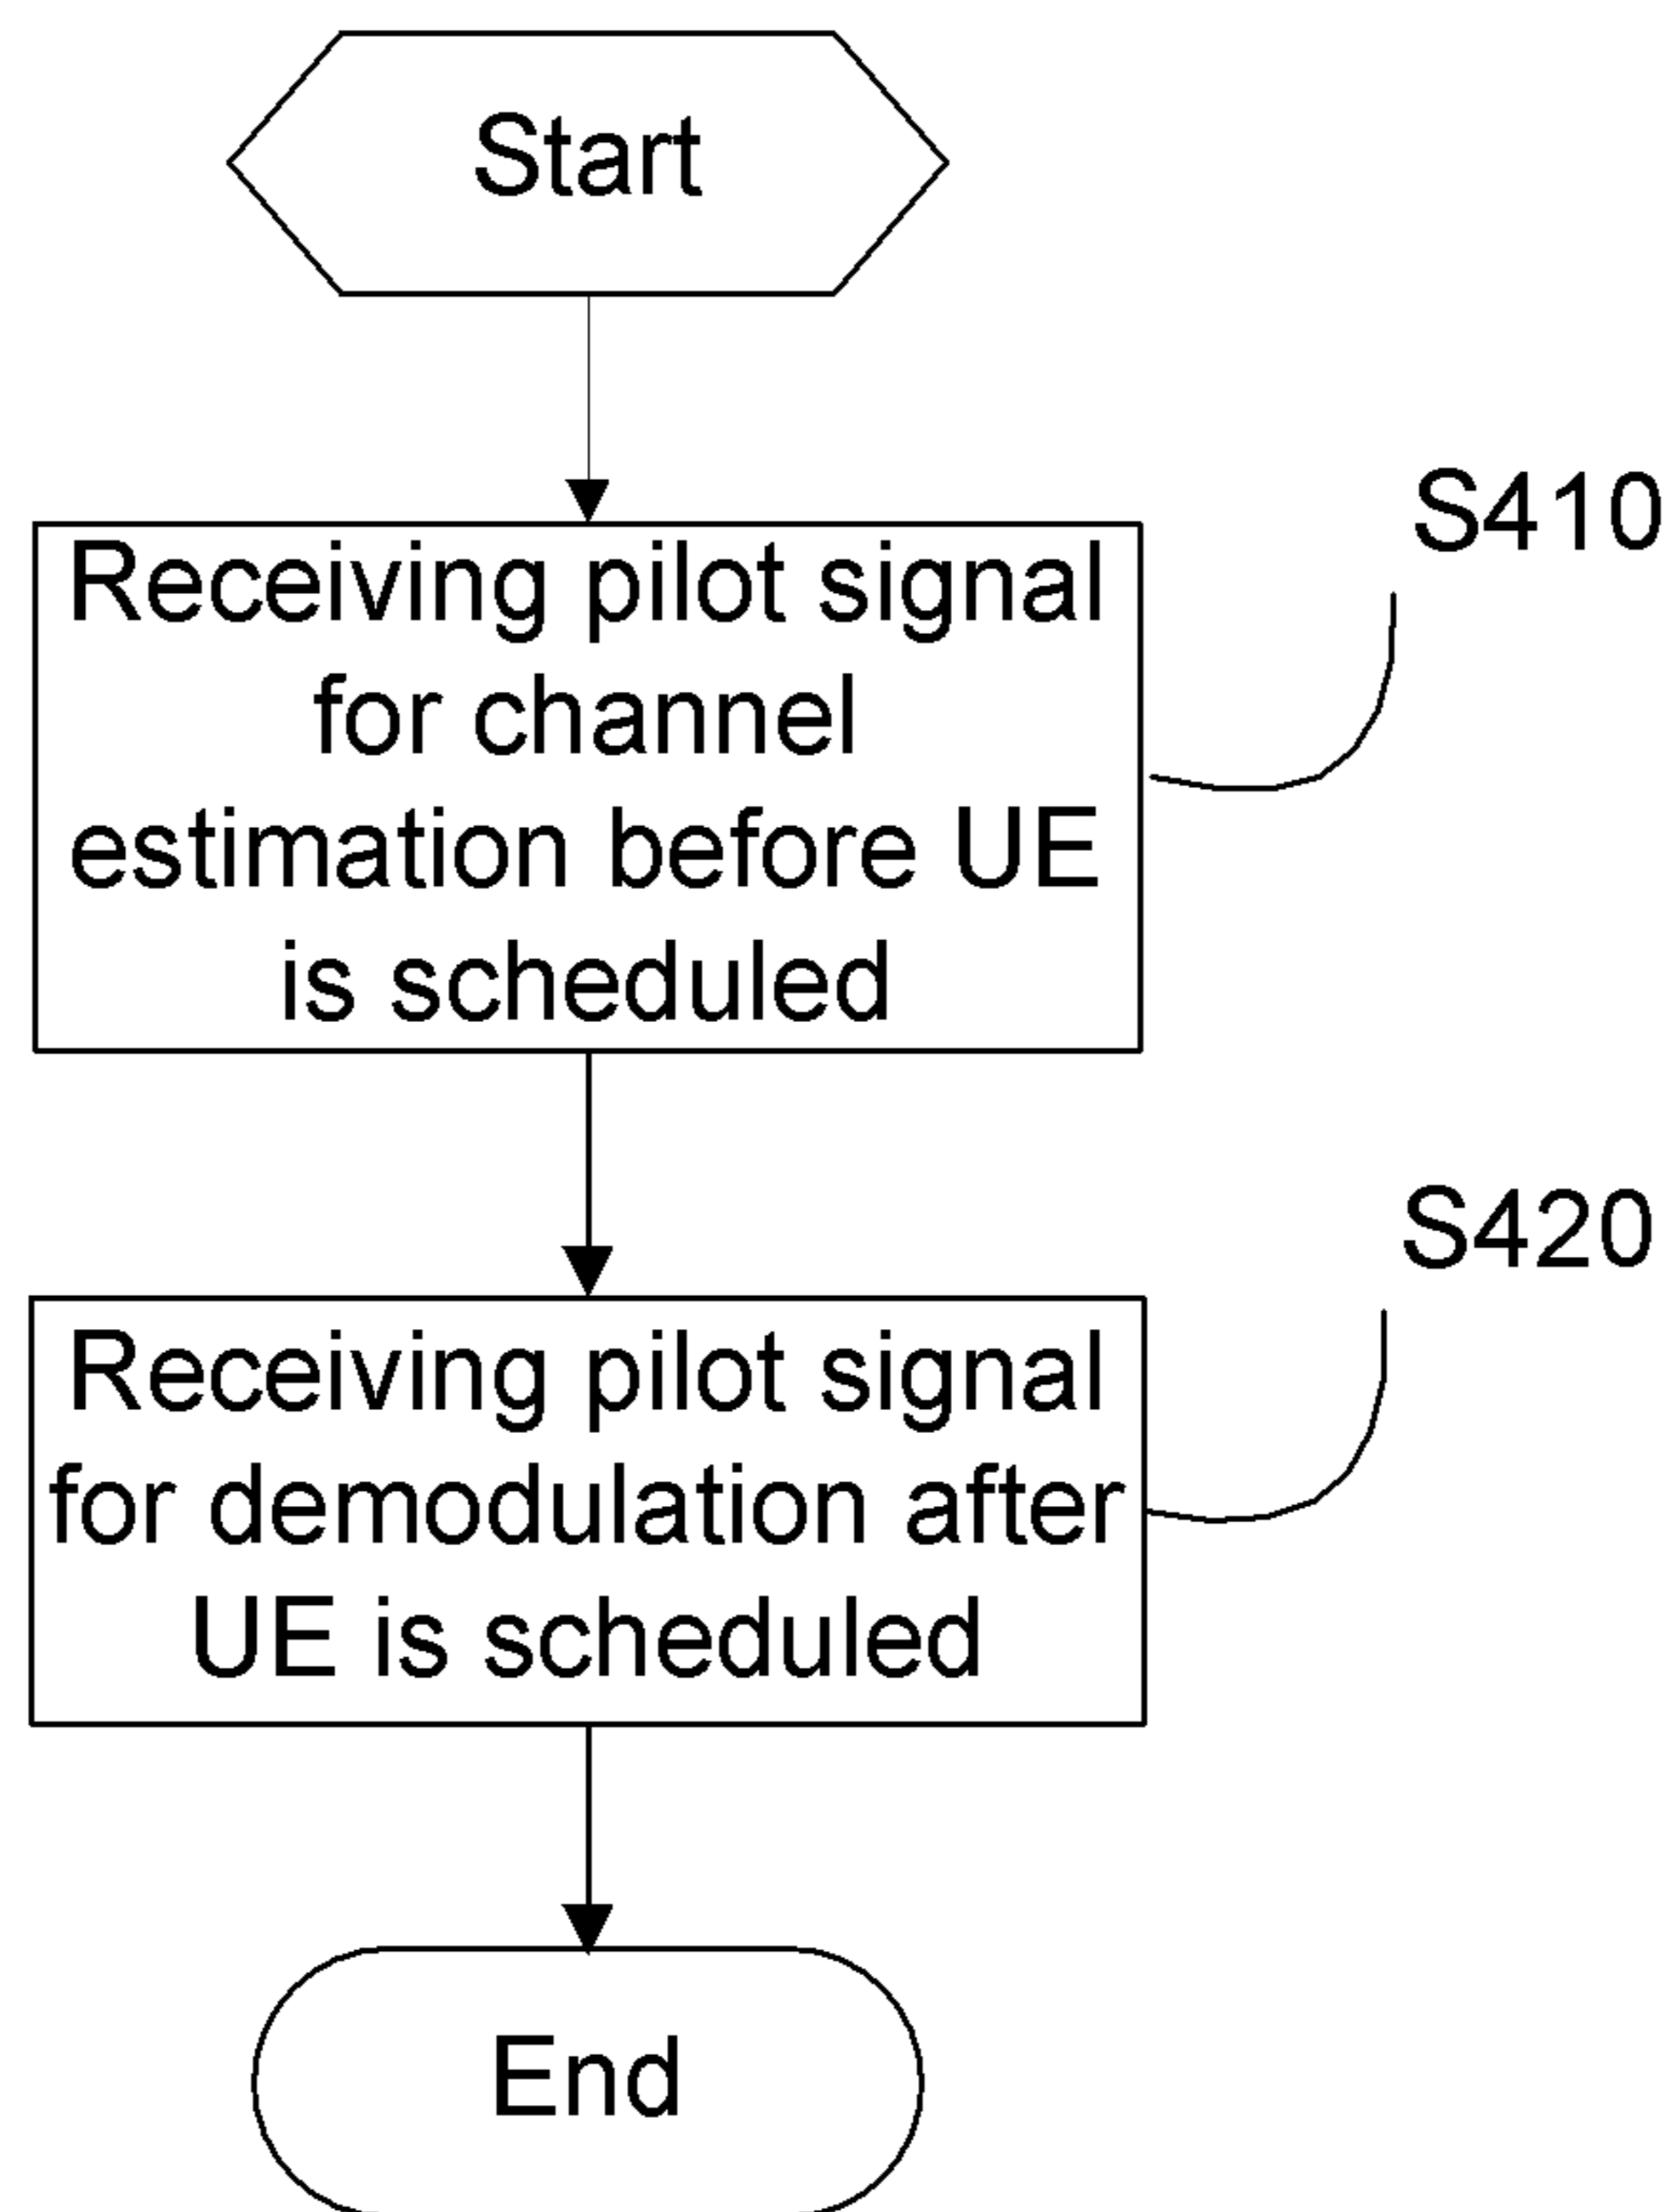 Start
S410
Receiving pilot signal
for channel
estimation before UE
is scheduled
S420
Receiving pilot signal
for demodulation after
UE is scheduled
End